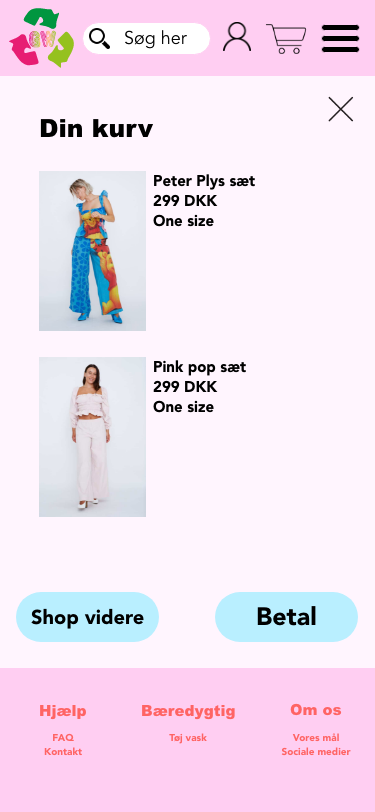 Søg her
Din kurv
Peter Plys sæt
299 DKK
One size
Pink pop sæt
299 DKK
One size
Shop videre
Betal
Hjælp
FAQ
Kontakt
Bæredygtig
Tøj vask
Om os
Vores mål
Sociale medier